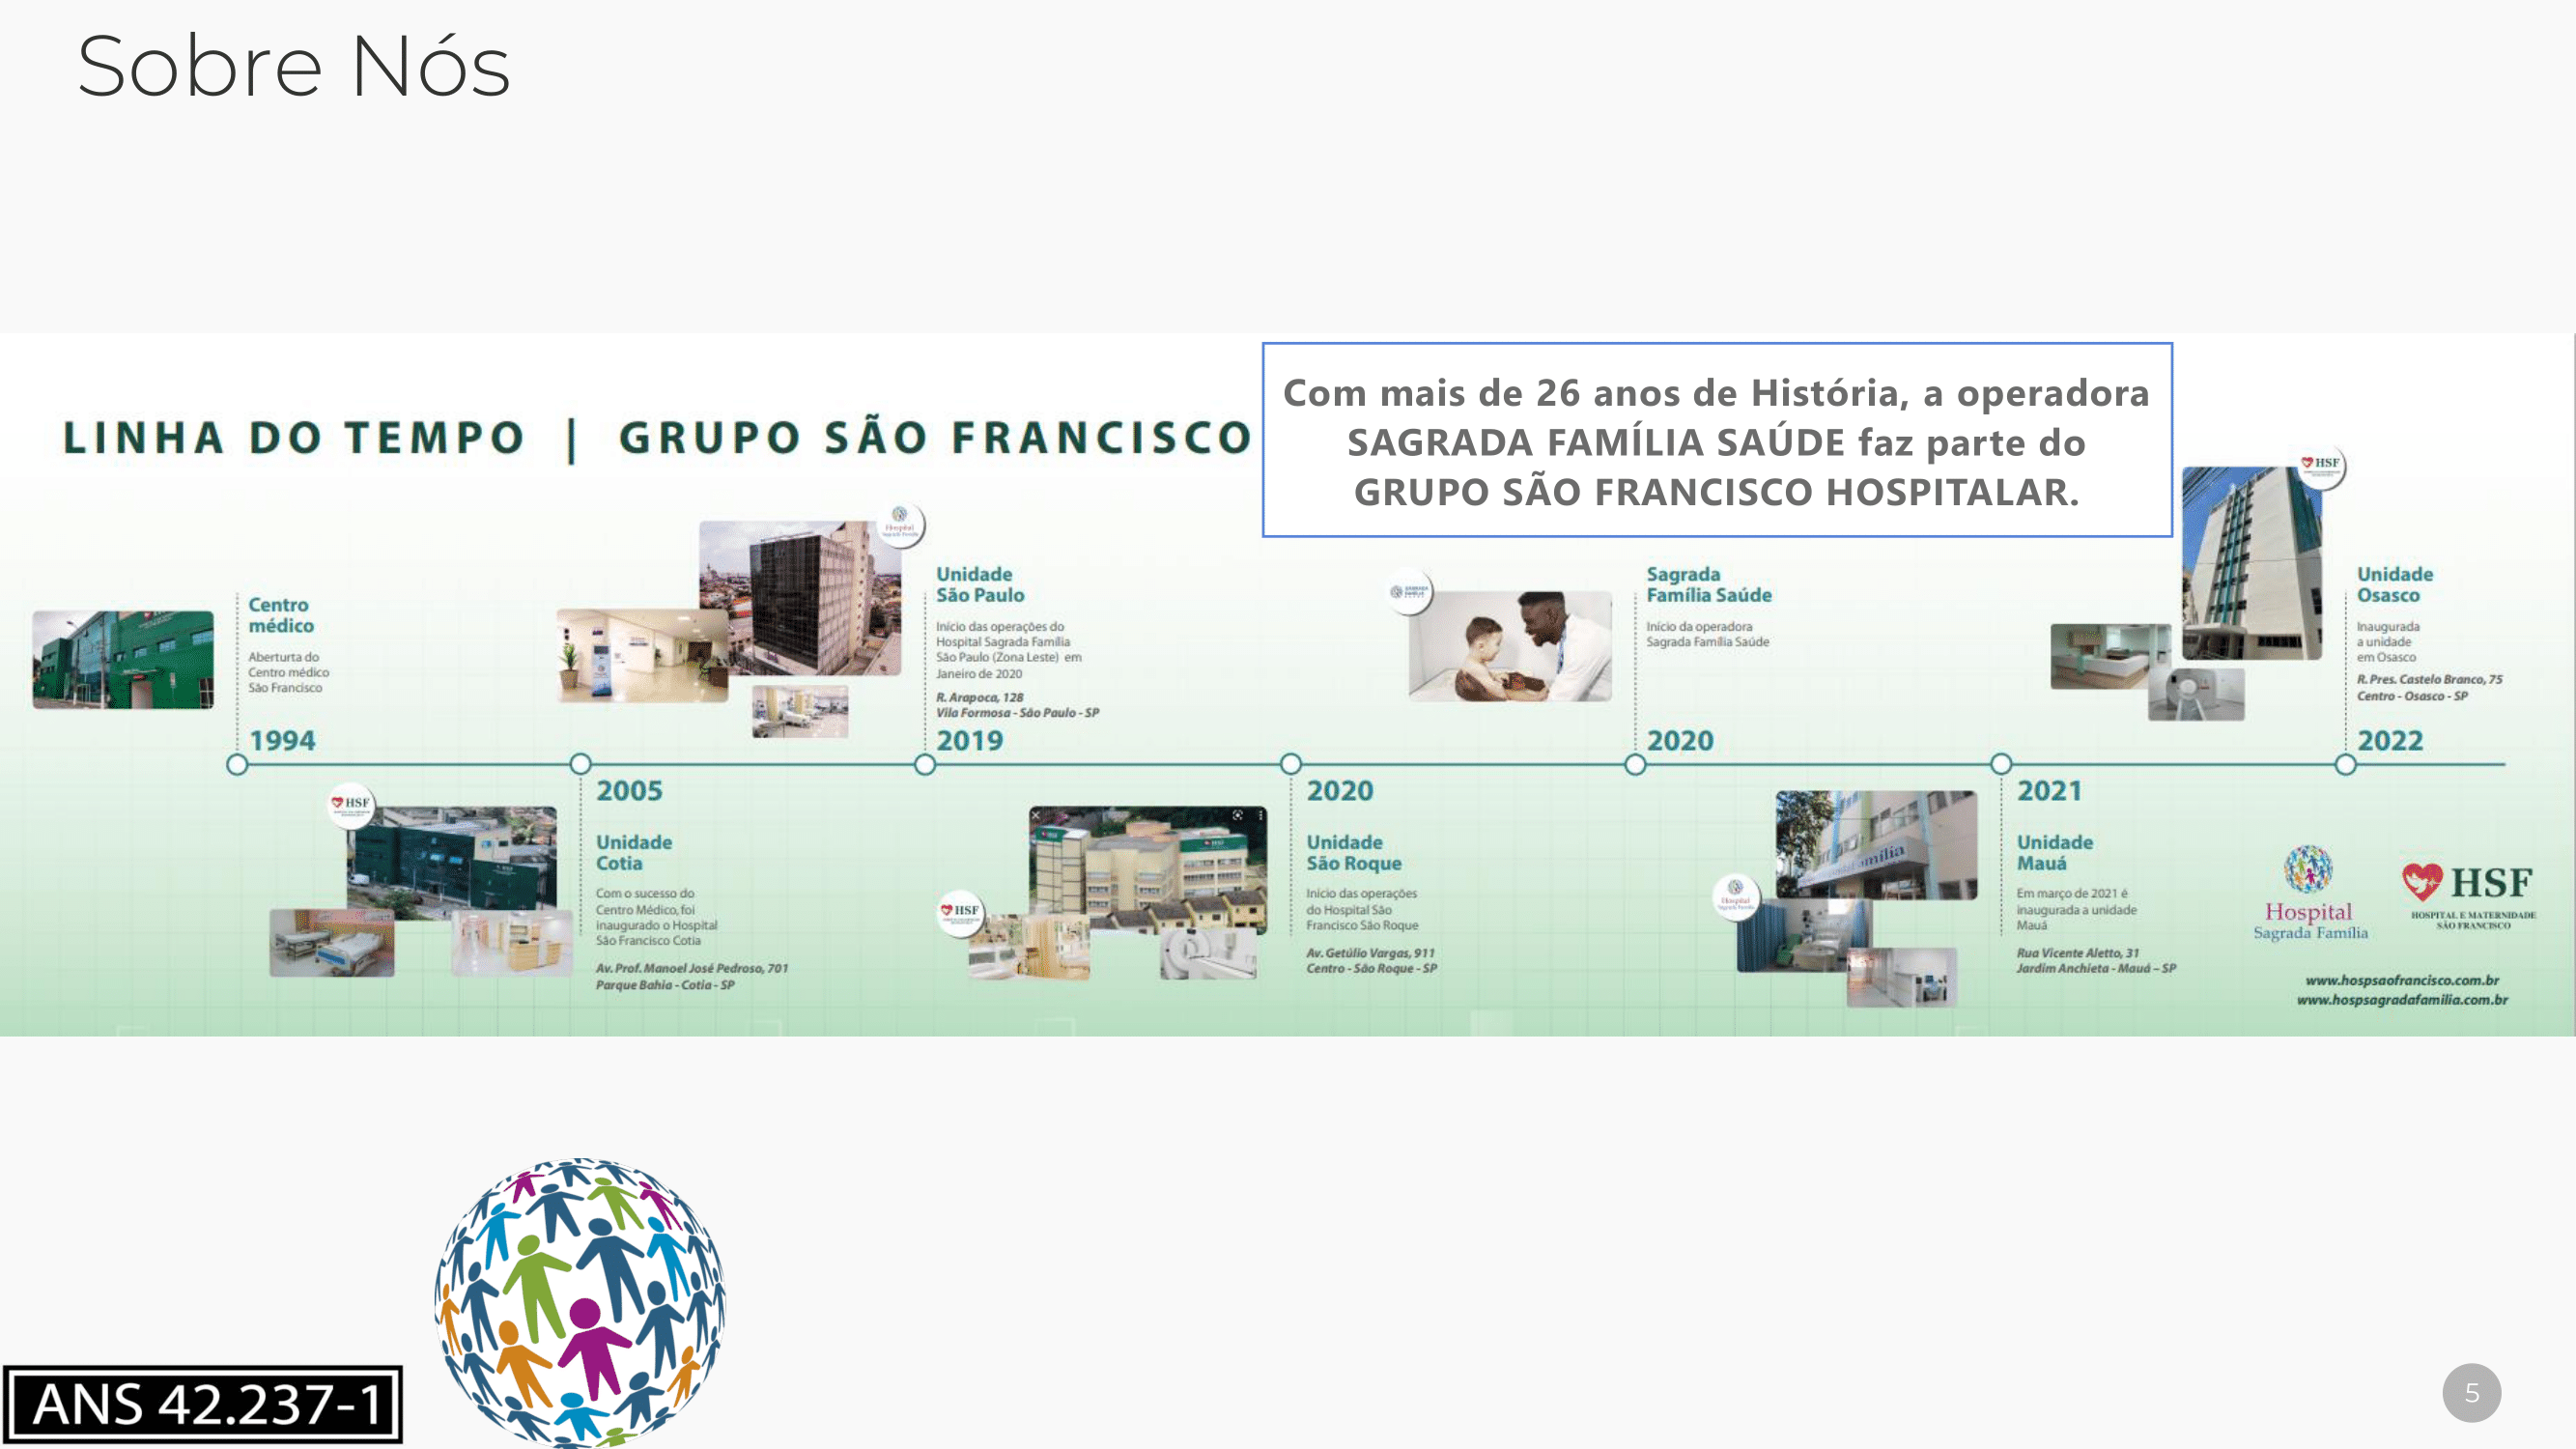 Sobre Nós
LINHA DO TEMPO | GRUPO SÃO FRANCISCO
Com mais de 26 anos de História, a operadora
SAGRADA FAMÍLIA SAÚDE faz parte do
GRUPO SÃO FRANCISCO HOSPITALAR.
Centro
médico
Aberturta do
Centro médico
São Francisco
1994
HSF
2005
Unidade
Cotia
Com o sucesso do
Centro Médico, foi
inaugurado o Hospital
São Francisco Cotia
Av. Prof. Manoel José Pedroso, 701
Parque Bahia - Cotia - SP
Hospital
Sagrada Família
Unidade
São Paulo
Início das operações do
Hospital Sagrada Família
São Paulo (Zona Leste) em
Janeiro de 2020
R. Arapoca, 128
Vila Formosa - São Paulo - SP
2019
HSF
2020
Unidade
São Roque
Início das operações
do Hospital São
Francisco São Roque
Av. Getúlio Vargas, 911
Centro - São Roque - SP
Sagrada
Família Saúde
Início da operadora
Sagrada Família Saúde
2020
Hospital
Sagrada Família
2021
Unidade
Mauá
Em março de 2021 é
inaugurada a unidade
Mauá
Rua Vicente Aletto, 31
Jardim Anchieta - Mauá – SP
HSF
Unidade
Osasco
Inaugurada
a unidade
em Osasco
R. Pres. Castelo Branco, 75
Centro - Osasco - SP
2022
Hospital
Sagrada Família
HSF
HOSPITAL E MATERNIDADE
SÃO FRANCISCO
www.hospsaofrancisco.com.br
www.hospsagradafamilia.com.br
ANS 42.237-1
5